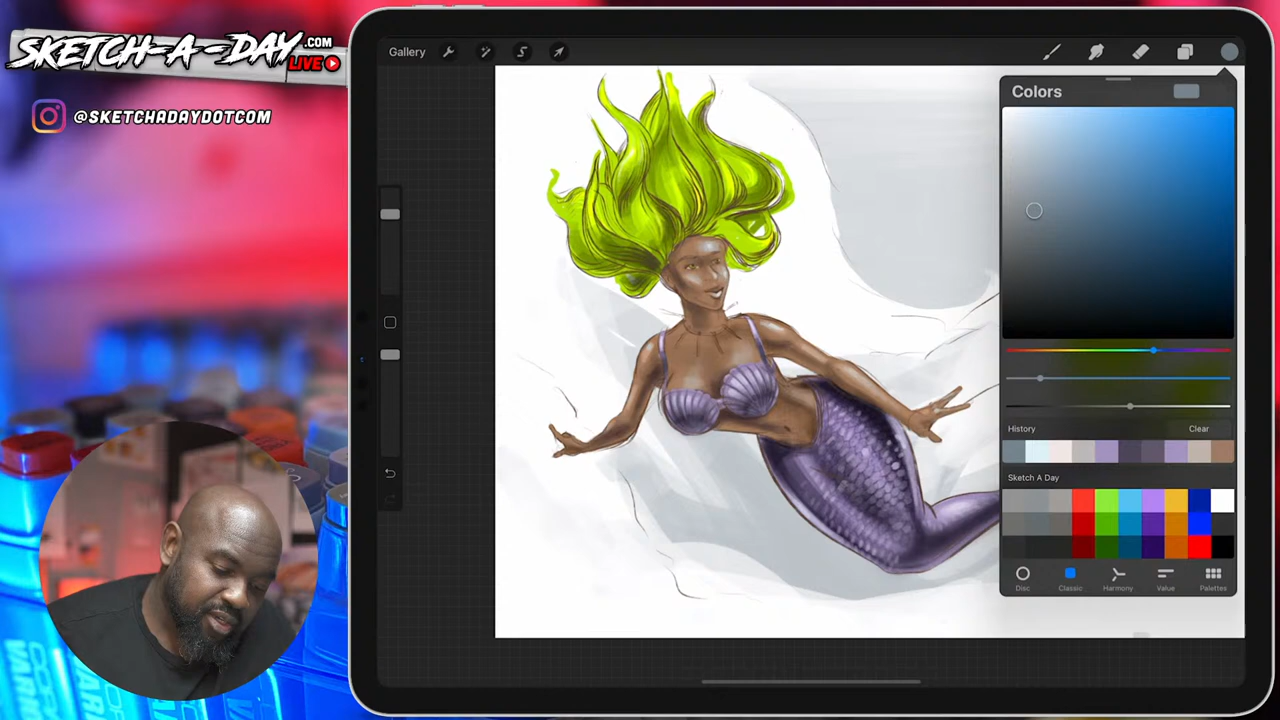 SKETCH-A-DAY.COM
LIVE
@SKETCHADAYDOTCOM
Gallery
Colors
History
Clear
Sketch A Day
Disc
Classic
Harmony
Value
Palettes